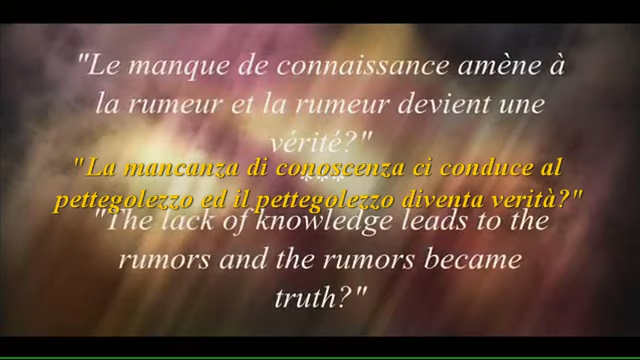 "Le manque de connaissance amène à
la rumeur et la rumeur devient une
vérité?"
***
"La mancanza di conoscenza ci conduce al
pettegolezzo ed il pettegolezzo diventa verità?"
"The lack of knowledge leads to the
rumors and the rumors became
truth?"